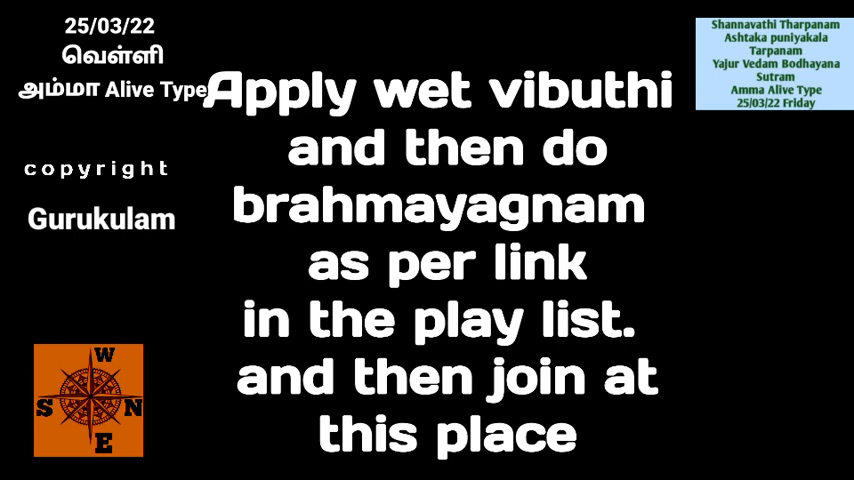 25/03/22
வெள்ளி
அம்மா Alive Type
copyright
Gurukulam
Apply wet vibuthi
and then do
brahmayagnam
as per link
in the play list.
and then join at
this place
Shannavathi Tharpanam
Ashtaka puniyakala
Tarpanam
Yajur Vedam Bodhayana
Sutram
Amma Alive Type
25/03/22 Friday
W
S N
E